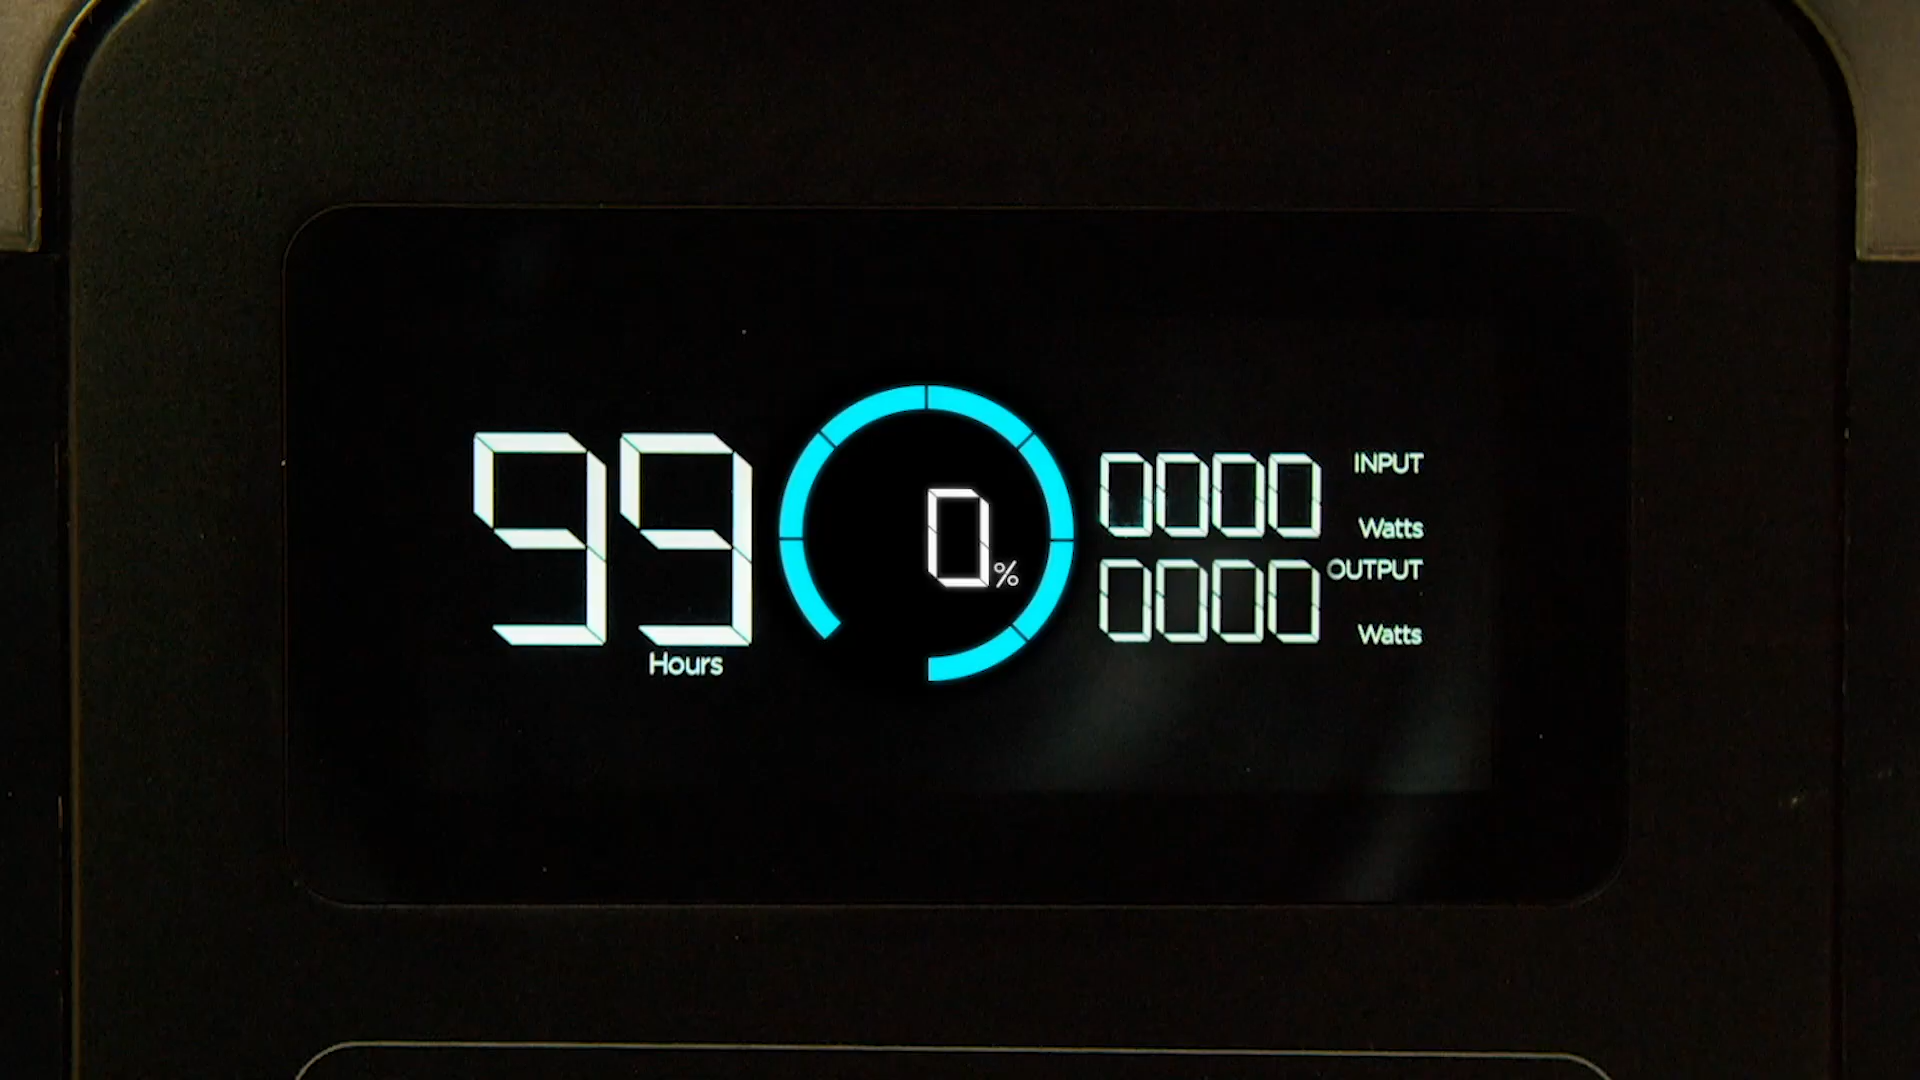 99
Hours
0%
0000 INPUT
Watts
0000 OUTPUT
Watts